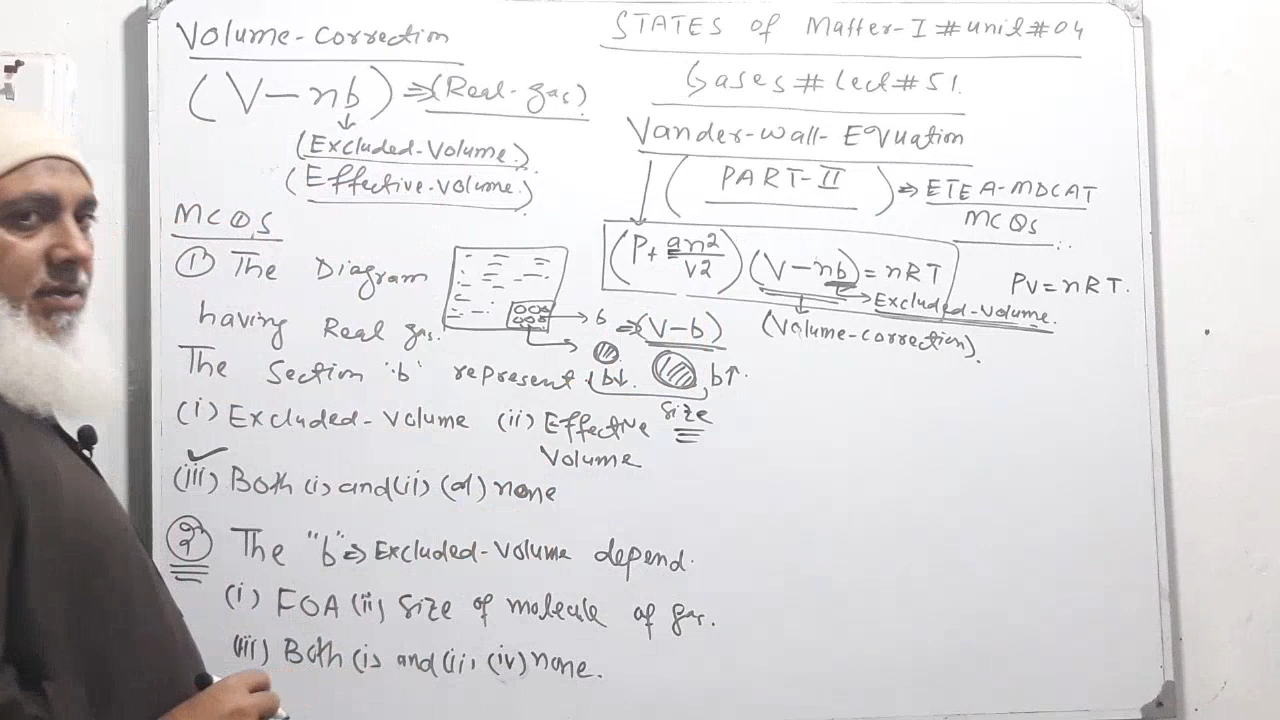 Volume-Correction
(V-nb) ⇒(Real-gas)
(Excluded-Volume)
(Effective-Volume)
STATES of Matter-I # unit # 04
Gases # Lect # 51.
Vander-wall-EQuation
(PART-II) ⇒ ETEA-MDCAT
MCQS
(P+ an²/v2)(V-nb) = nRT
PV=nRT.
Excluded-Volume.
(Volume-correction).
MCQ,S
① The Diagram
having Real gas.
b ⇒(V-b)
The Section "b" represent
b↓. b↑.
Size
(i) Excluded-Volume (ii) Effective
Volume
(iii) Both (i) and (ii) (d) none
2 The "b"⇒ Excluded-Volume depend.
(i) FOA (ii) Size of molecule of gas.
(iii) Both (i) and (ii) (iv) none.